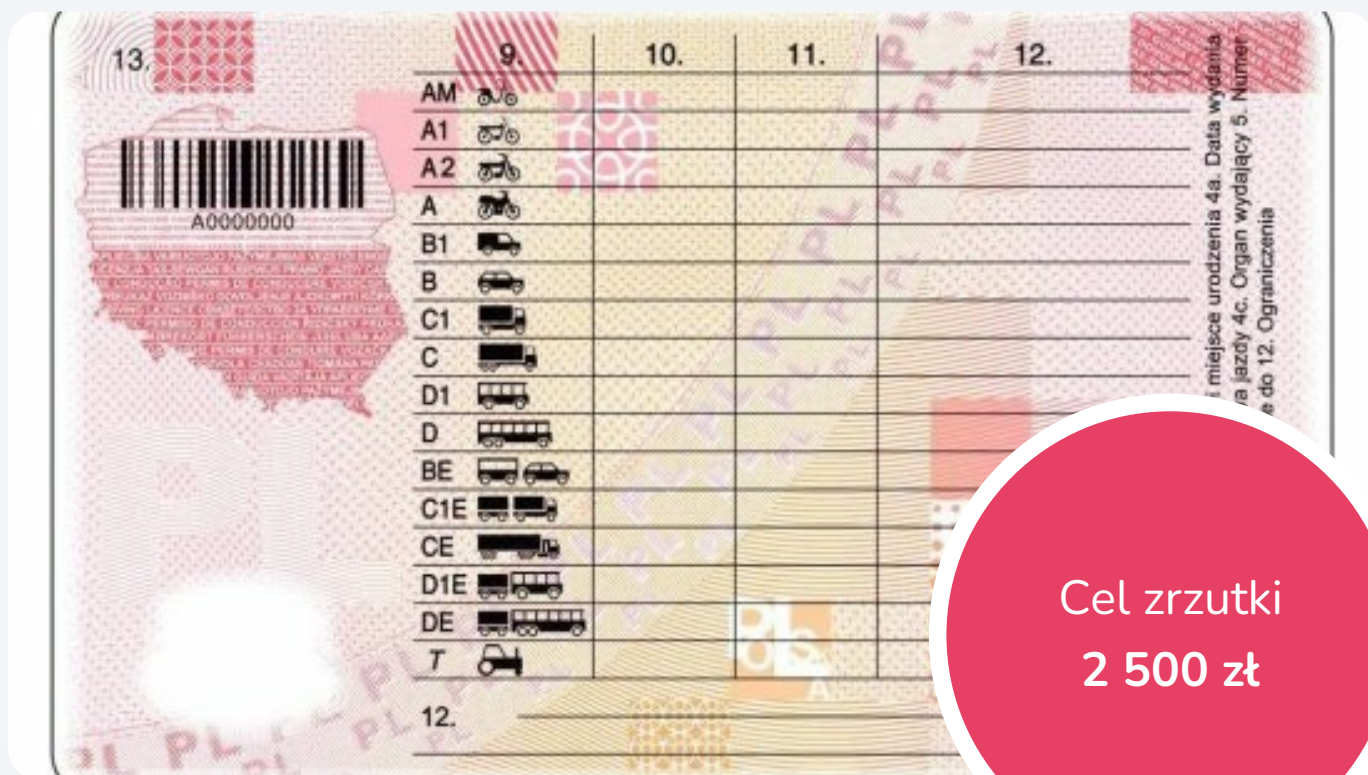 13.
9. 10. 11. 12.
AM
A1
A2
A
A0000000
B1
B
C1
C
D1
D
BE
C1E
CE
D1E
DE
T
12.
miejsce urodzenia 4a. Data wydania
jazdy 4c. Organ wydający 5. Numer
do 12. Ograniczenia
PL
Cel zrzutki
2 500 zł